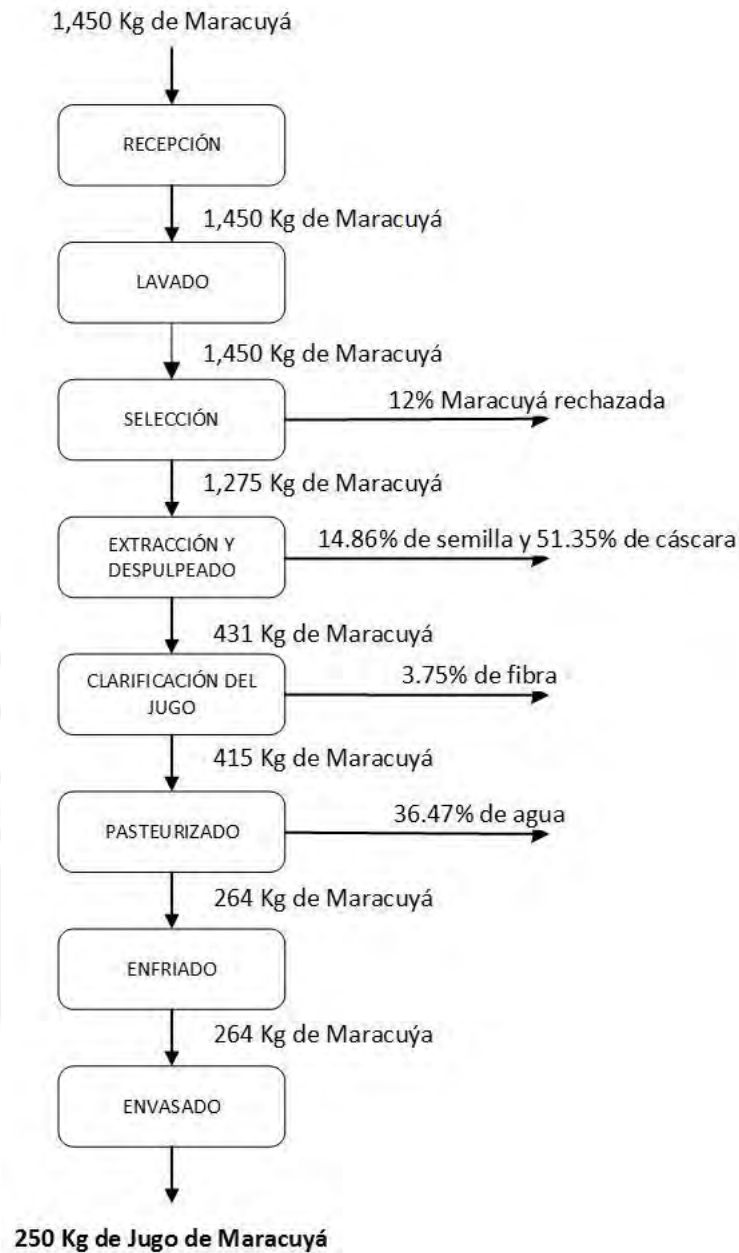 1,450 Kg de Maracuyá
RECEPCIÓN
1,450 Kg de Maracuyá
LAVADO
1,450 Kg de Maracuyá
SELECCIÓN
12% Maracuyá rechazada
1,275 Kg de Maracuyá
EXTRACCIÓN Y
DESPULPEADO
14.86% de semilla y 51.35% de cáscara
431 Kg de Maracuyá
CLARIFICACIÓN DEL
JUGO
3.75% de fibra
415 Kg de Maracuyá
PASTEURIZADO
36.47% de agua
264 Kg de Maracuyá
ENFRIADO
264 Kg de Maracuýa
ENVASADO
250 Kg de Jugo de Maracuyá